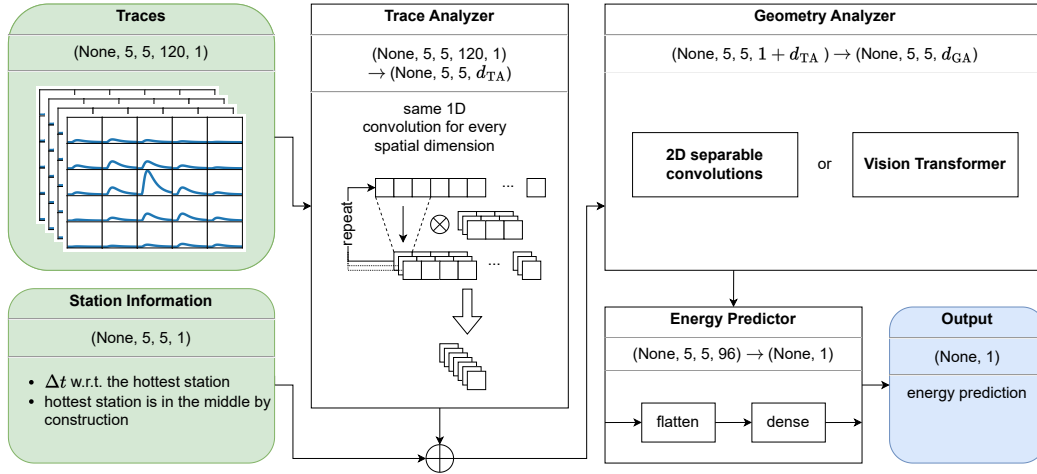 Traces
(None, 5, 5, 120, 1)
Station Information
(None, 5, 5, 1)
• Δt w.r.t. the hottest station
• hottest station is in the middle by
construction
Trace Analyzer
(None, 5, 5, 120, 1)
→ (None, 5, 5, d_TA)
same 1D
convolution for every
spatial dimension
...
repeat
...
Geometry Analyzer
(None, 5, 5, 1 + d_TA ) → (None, 5, 5, d_GA)
2D separable
convolutions
or
Vision Transformer
Energy Predictor
(None, 5, 5, 96) → (None, 1)
flatten
dense
Output
(None, 1)
energy prediction